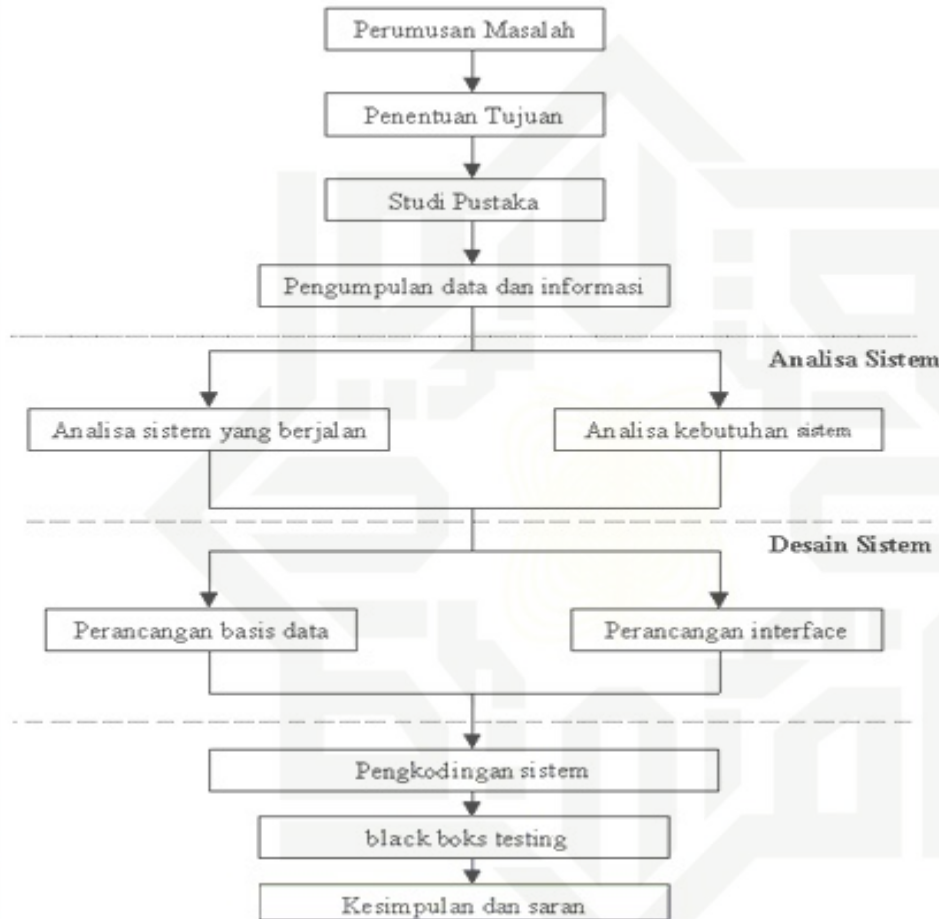 Perumusan Masalah
Penentuan Tujuan
Studi Pustaka
Pengumpulan data dan informasi
Analisa Sistem
Analisa sistem yang berjalan
Analisa kebutuhan sistem
Desain Sistem
Perancangan basis data
Perancangan interface
Pengkodingan sistem
black boks testing
Kesimpulan dan saran